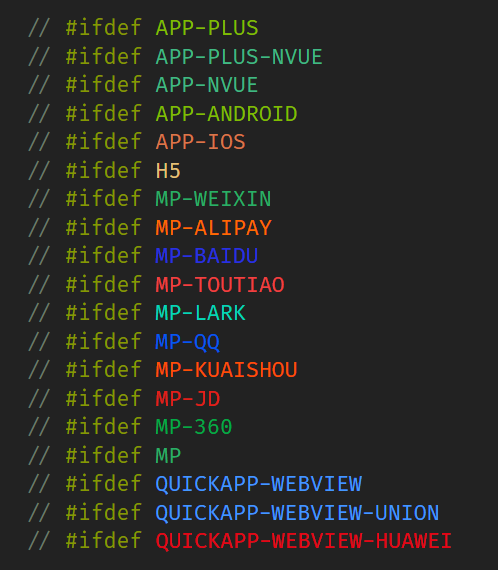 // #ifdef APP-PLUS
// #ifdef APP-PLUS-NVUE
// #ifdef APP-NVUE
// #ifdef APP-ANDROID
// #ifdef APP-IOS
// #ifdef H5
// #ifdef MP-WEIXIN
// #ifdef MP-ALIPAY
// #ifdef MP-BAIDU
// #ifdef MP-TOUTIAO
// #ifdef MP-LARK
// #ifdef MP-QQ
// #ifdef MP-KUAISHOU
// #ifdef MP-JD
// #ifdef MP-360
// #ifdef MP
// #ifdef QUICKAPP-WEBVIEW
// #ifdef QUICKAPP-WEBVIEW-UNION
// #ifdef QUICKAPP-WEBVIEW-HUAWEI